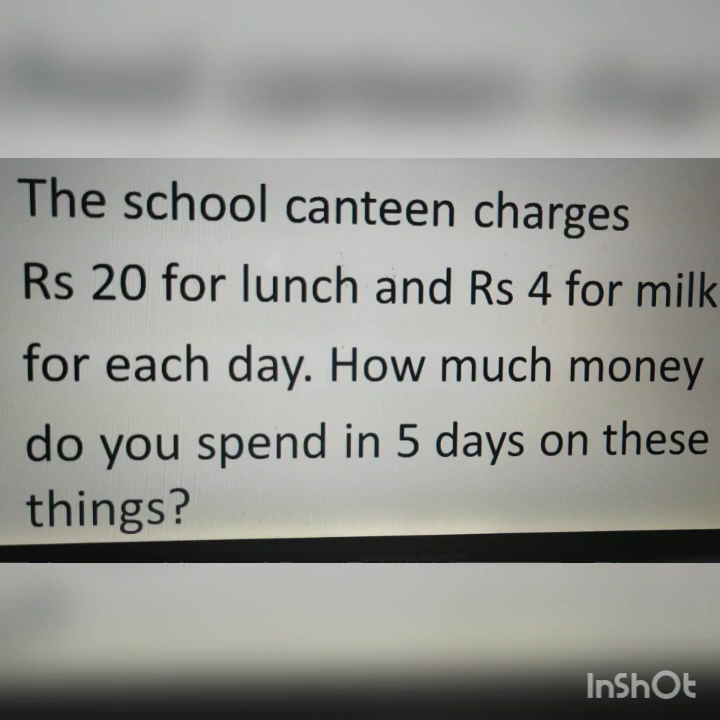 The school canteen charges
Rs 20 for lunch and Rs 4 for milk
for each day. How much money
do you spend in 5 days on these
things?
InShOt